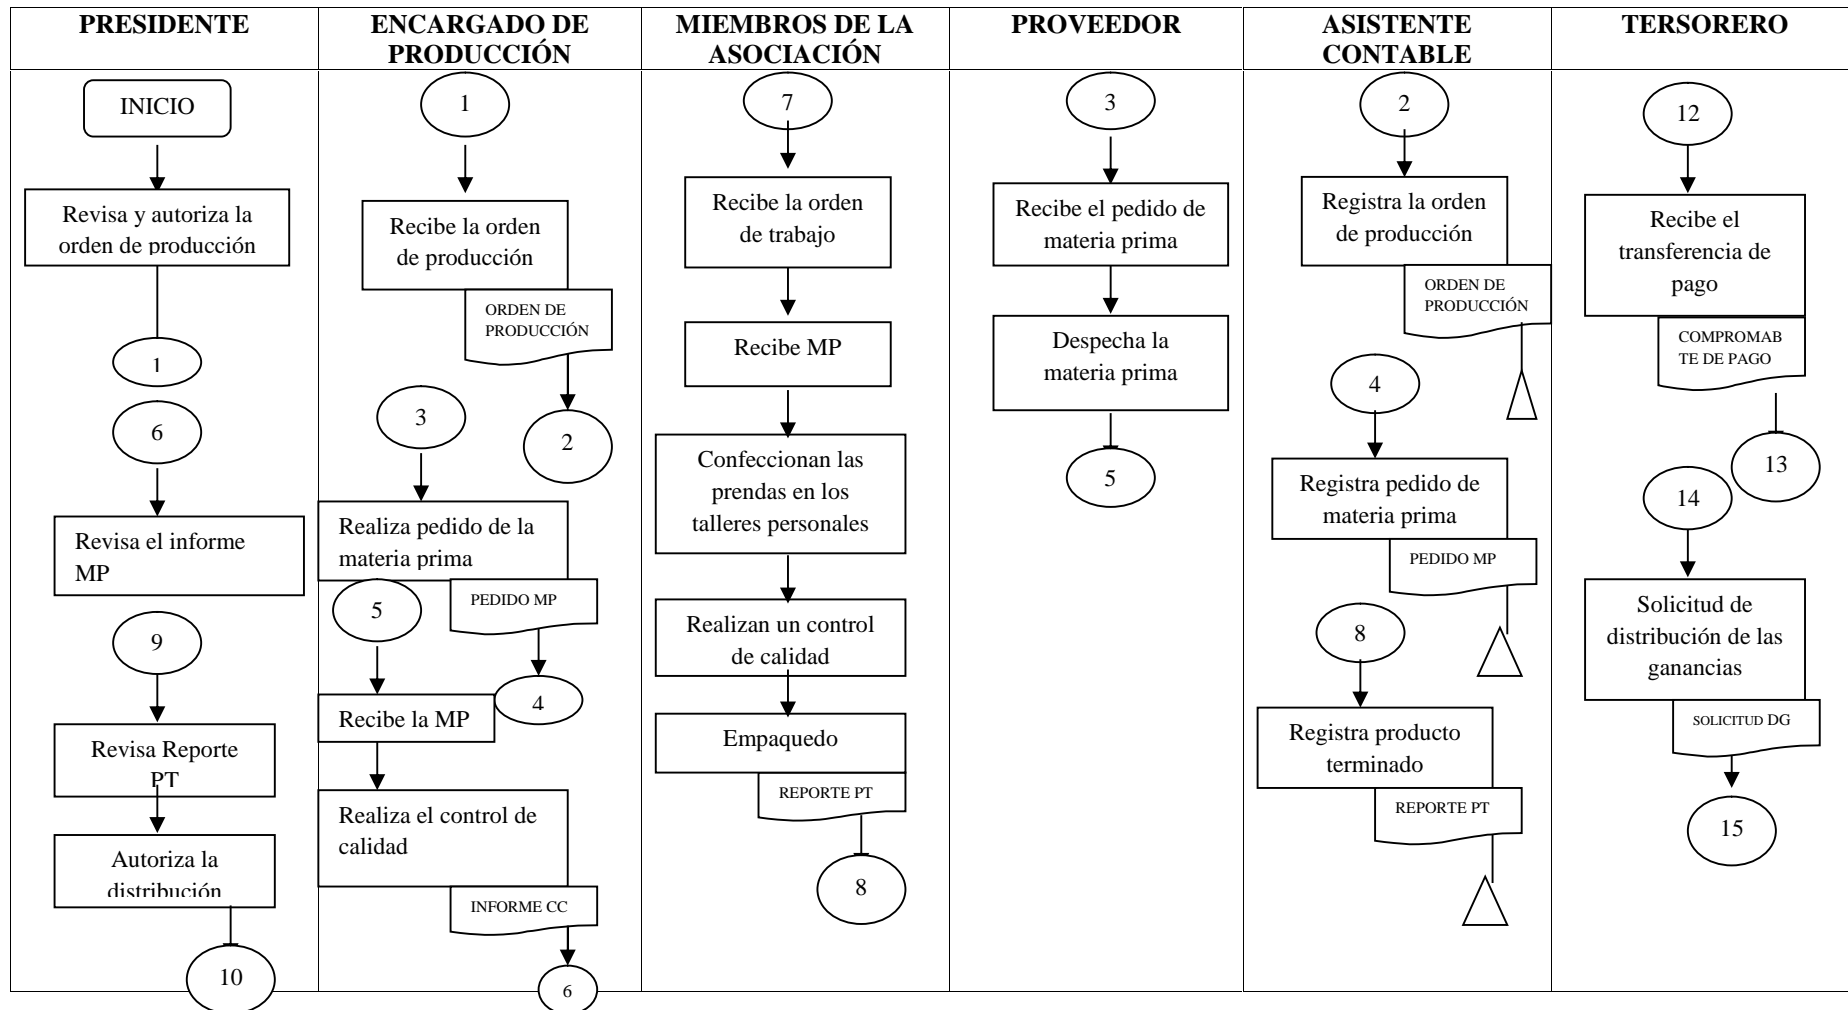 PRESIDENTE
ENCARGADO DE
PRODUCCIÓN
MIEMBROS DE LA
ASOCIACIÓN
PROVEEDOR
ASISTENTE
CONTABLE
TERSORERO
INICIO
Revisa y autoriza la
orden de producción
1
6
Revisa el informe
MP
9
Revisa Reporte
PT
Autoriza la
distribución
10
1
Recibe la orden
de producción
ORDEN DE
PRODUCCIÓN
2
3
Realiza pedido de la
materia prima
PEDIDO MP
4
5
Recibe la MP
Realiza el control de
calidad
INFORME CC
6
7
Recibe la orden
de trabajo
Recibe MP
Confeccionan las
prendas en los
talleres personales
Realizan un control
de calidad
Empaquedo
REPORTE PT
8
3
Recibe el pedido de
materia prima
Despecha la
materia prima
5
2
Registra la orden
de producción
ORDEN DE
PRODUCCIÓN
4
Registra pedido de
materia prima
PEDIDO MP
8
Registra producto
terminado
REPORTE PT
12
Recibe el
transferencia de
pago
COMPROMAB
TE DE PAGO
13
14
Solicitud de
distribución de las
ganancias
SOLICITUD DG
15